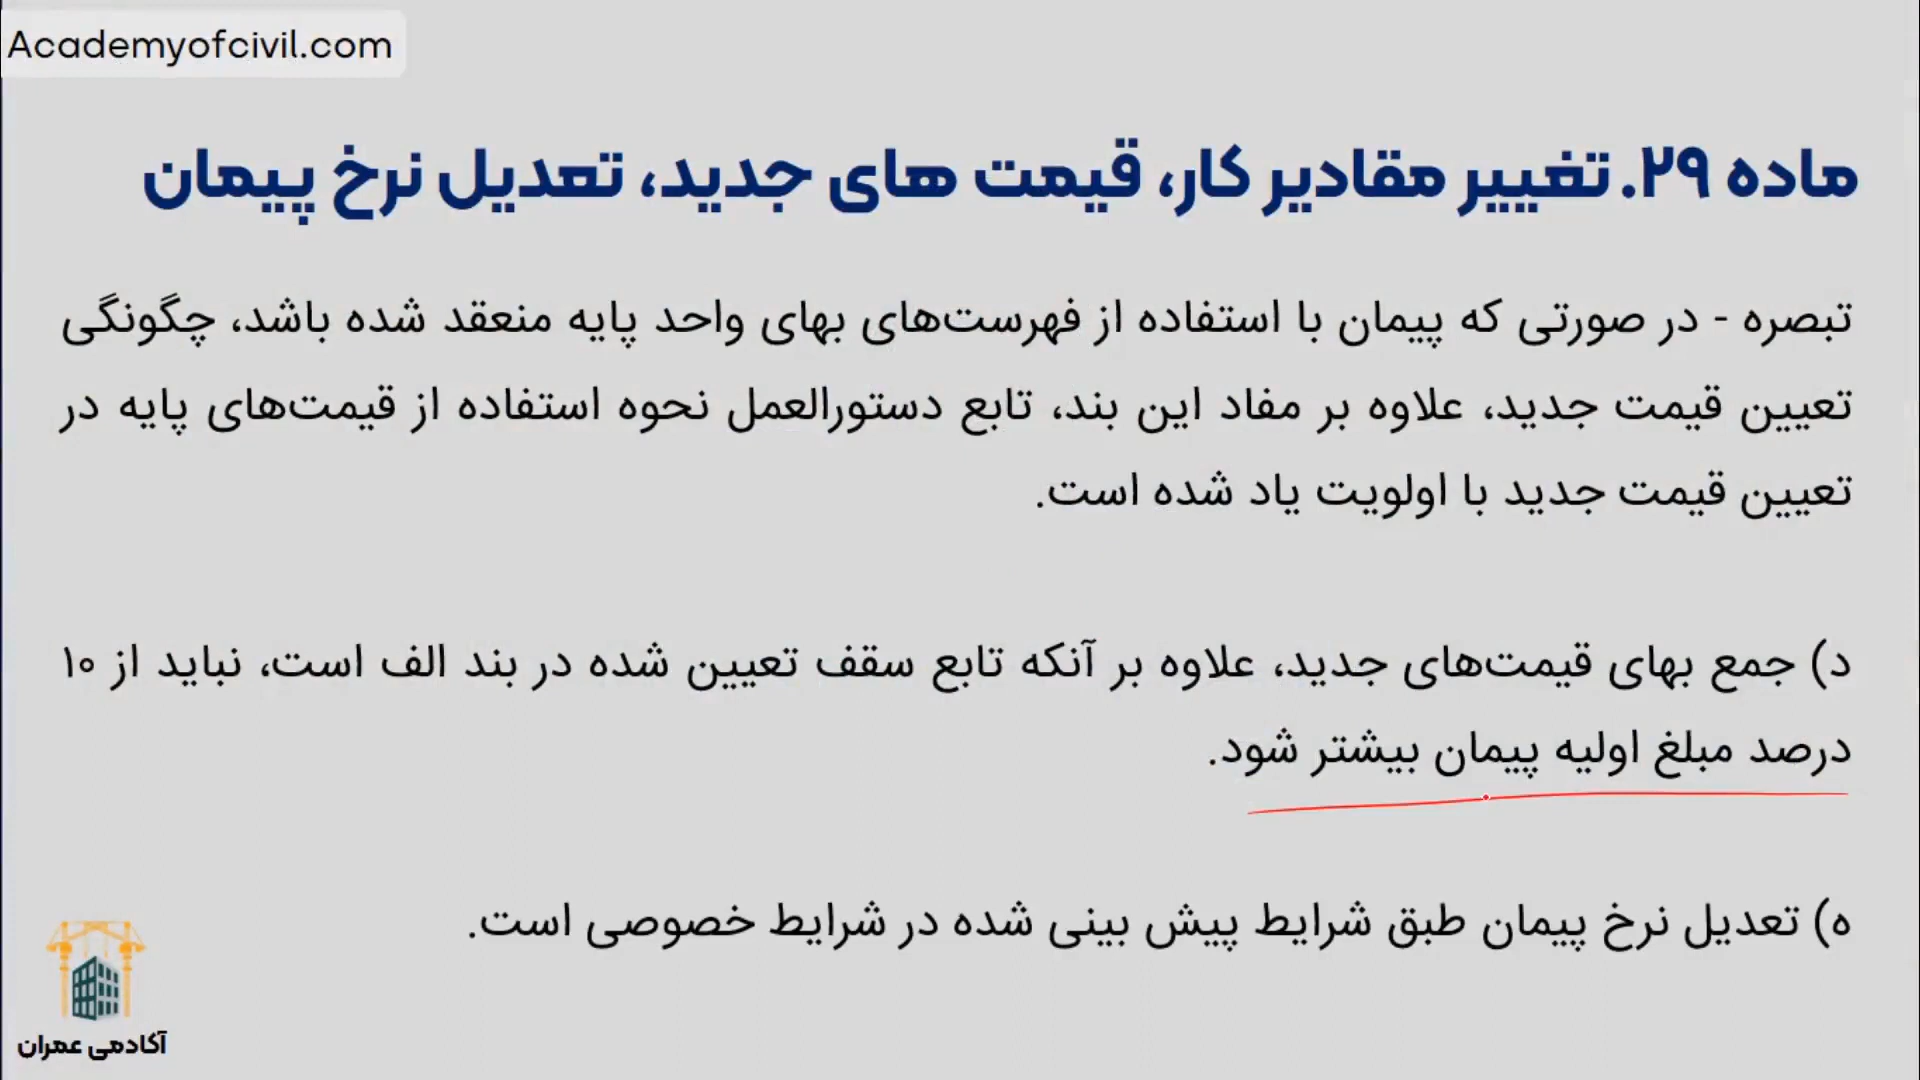 Academyofcivil.com
ماده ۲۹. تغییر مقادیر کار، قیمت های جدید، تعدیل نرخ پیمان
تبصره - در صورتی که پیمان با استفاده از فهرست‌های بهای واحد پایه منعقد شده باشد، چگونگی
تعیین قیمت جدید، علاوه بر مفاد این بند، تابع دستورالعمل نحوه استفاده از قیمت‌های پایه در
تعیین قیمت جدید با اولویت یاد شده است.
د) جمع بهای قیمت‌های جدید، علاوه بر آنکه تابع سقف تعیین شده در بند الف است، نباید از ۱۰
درصد مبلغ اولیه پیمان بیشتر شود.
ه) تعدیل نرخ پیمان طبق شرایط پیش بینی شده در شرایط خصوصی است.
آکادمی عمران